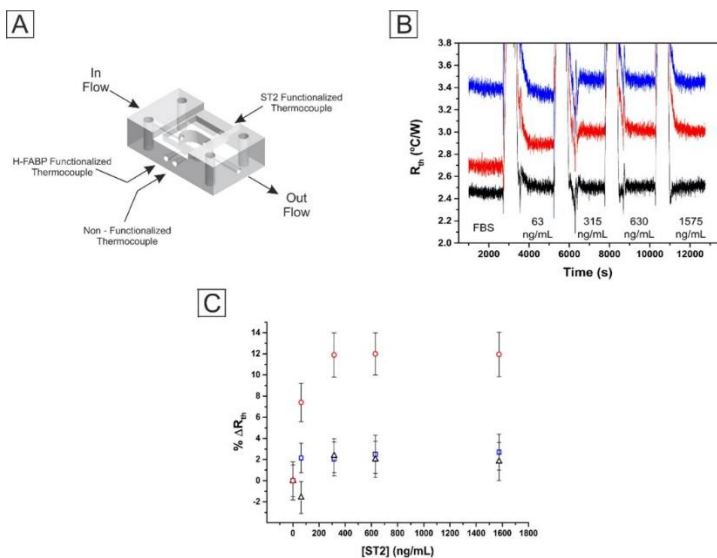 A
In
Flow
ST2 Functionalized
Thermocouple
H-FABP Functionalized
Thermocouple
Non - Functionalized
Thermocouple
Out
Flow
B
3.8
3.6
3.4
3.2
3.0
2.8
2.6
2.4
2.2
2.0
Rth (°C/W)
FBS
63
ng/mL
315
ng/mL
630
ng/mL
1575
ng/mL
2000 4000 6000 8000 10000 12000
Time (s)
C
14
12
10
8
6
4
2
0
-2
-4
% ΔRth
0 200 400 600 800 1000 1200 1400 1600 1800
[ST2] (ng/mL)